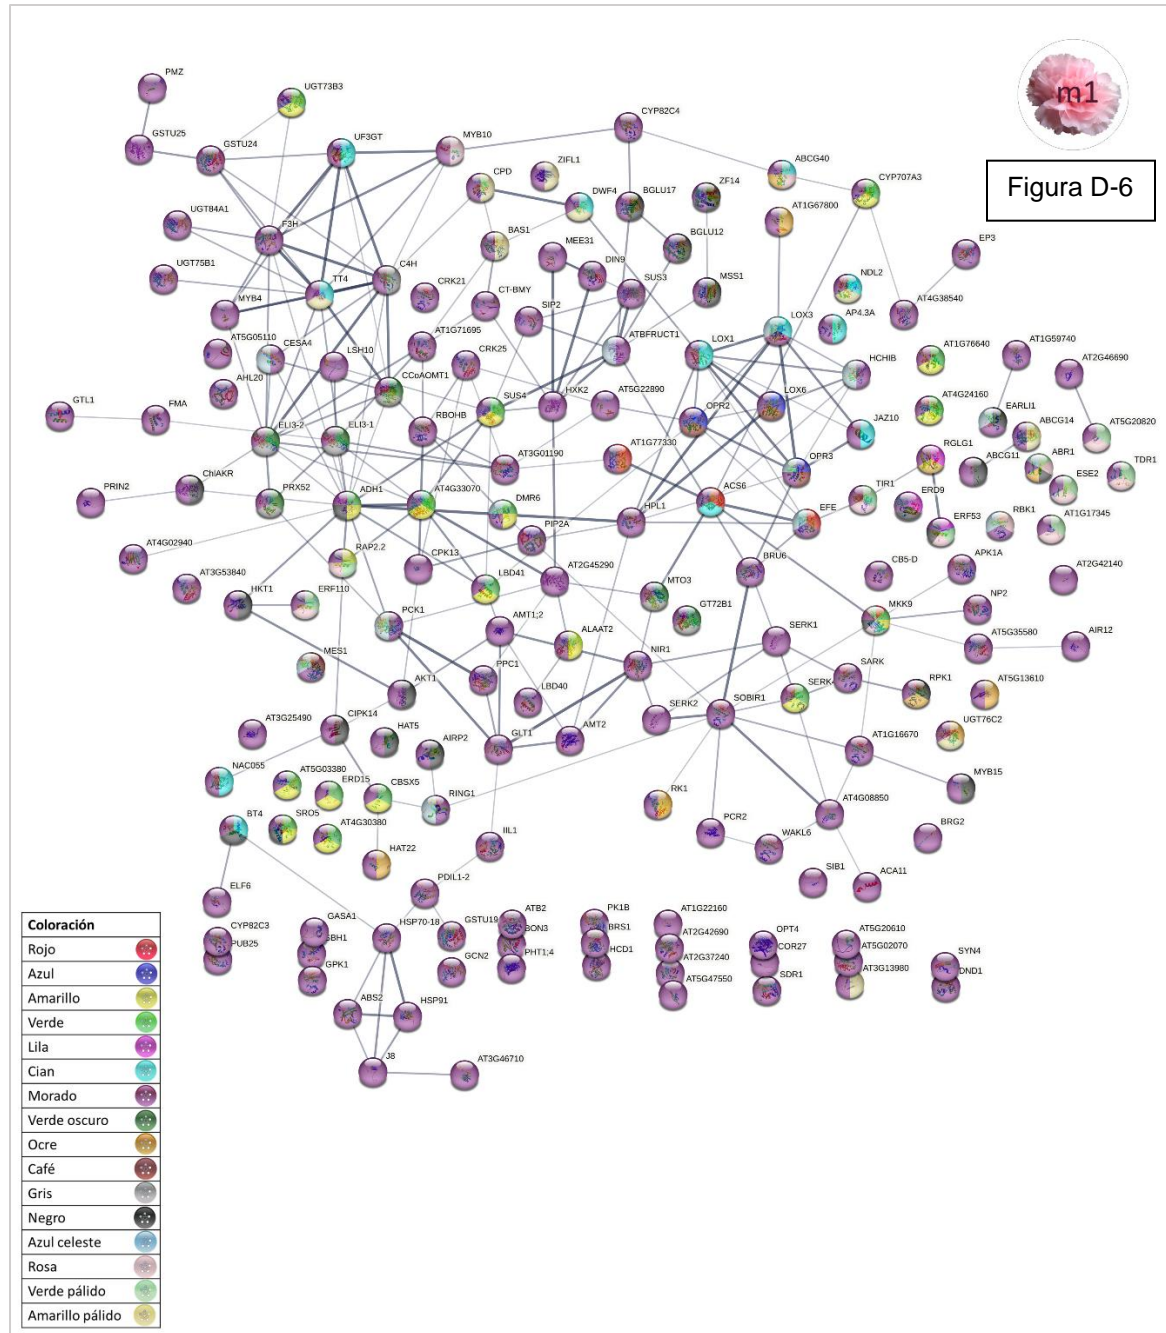 m1
Figura D-6
PMZ
UGT73B3
GSTU25
GSTU24
UF3GT
MYB10
CYP82C4
ZIFL1
CPD
DWF4
BGLU17
ZF14
ABCG40
CYP707A3
AT1G67800
UGT84A1
F3H
BAS1
MEE31
DIN9
BGLU12
EP3
UGT75B1
TT4
C4H
CRK21
CT-BMY
SIP2
SUS3
MSS1
NDL2
AT4G38540
MYB4
AT5G05110
CESA4
LSH10
AT1G71695
ATBFRUCT1
LOX1
LOX3
AP4.3A
AHL20
CCoAOMT1
CRK25
HXK2
AT5G22890
LOX6
HCHIB
AT1G76640
AT1G59740
AT2G46690
GTL1
FMA
RBOHB
SUS4
OPR2
JAZ10
AT4G24160
EARLI1
ABCG14
AT5G20820
ELI3-2
ELI3-1
AT3G01190
AT1G77330
OPR3
RGLG1
ABCG11
ABR1
TDR1
PRIN2
ChlAKR
PRX52
ADH1
AT4G33070
DMR6
HPL1
ACS6
EFE
TIR1
ERD9
ERF53
RBK1
ESE2
AT1G17345
PIP2A
AT4G02940
RAP2.2
CPK13
AT2G45290
BRU6
CB5-D
APK1A
AT2G42140
AT3G53840
HKT1
ERF110
LBD41
MTO3
GT72B1
MKK9
NP2
PCK1
AMT1;2
ALAAT2
SERK1
AT5G35580
AIR12
MES1
PPC1
NIR1
SARK
AKT1
LBD40
SERK2
SOBIR1
RPK1
AT5G13610
AT3G25490
CIPK14
HAT5
AIRP2
GLT1
AMT2
AT1G16670
UGT76C2
NAC055
AT5G03380
ERD15
CBSX5
RING1
RK1
MYB15
BT4
SRO5
AT4G30380
IIL1
PCR2
WAKL6
AT4G08850
BRG2
HAT22
PDIL1-2
SIB1
ACA11
ELF6
CYP82C3
PUB25
GASA1
GPK1
HSP70-18
GSTU19
GCN2
ATB2
BON3
PHT1;4
PK1B
BRS1
HCD1
AT1G22160
AT2G42690
AT2G37240
AT5G47550
OPT4
COR27
SDR1
AT5G20610
AT5G02070
AT3G13980
SYN4
DND1
ABS2
HSP91
J8
AT3G46710
Coloración
Rojo
Azul
Amarillo
Verde
Lila
Cian
Morado
Verde oscuro
Ocre
Café
Gris
Negro
Azul celeste
Rosa
Verde pálido
Amarillo pálido